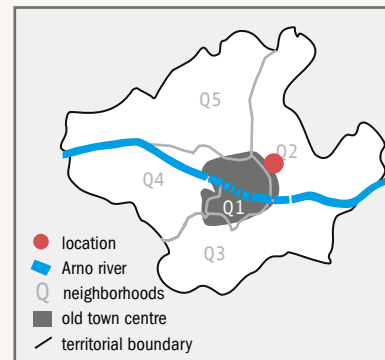 Q5
Q2
Q4
Q1
Q3
location
Arno river
Q neighborhoods
old town centre
territorial boundary